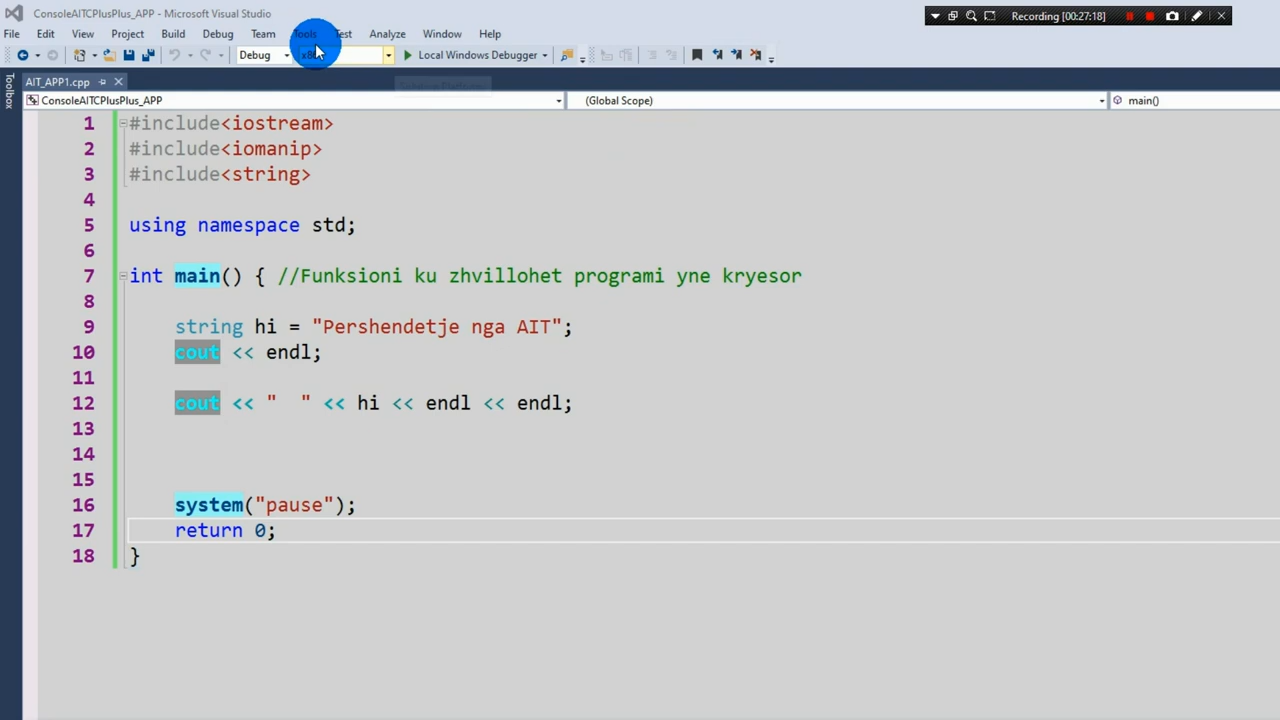 ConsoleAITCPlusPlus_APP - Microsoft Visual Studio
Recording [00:27:18]
File Edit View Project Build Debug Team Tools Test Analyze Window Help
Debug Local Windows Debugger
Toolbox
AIT_APP1.cpp
ConsoleAITCPlusPlus_APP (Global Scope) main()
1 #include<iostream>
2 #include<iomanip>
3 #include<string>
4
5 using namespace std;
6
7 int main() { //Funksioni ku zhvillohet programi yne kryesor
8
9 string hi = "Pershendetje nga AIT";
10 cout << endl;
11
12 cout << "  " << hi << endl << endl;
13
14
15
16 system("pause");
17 return 0;
18 }